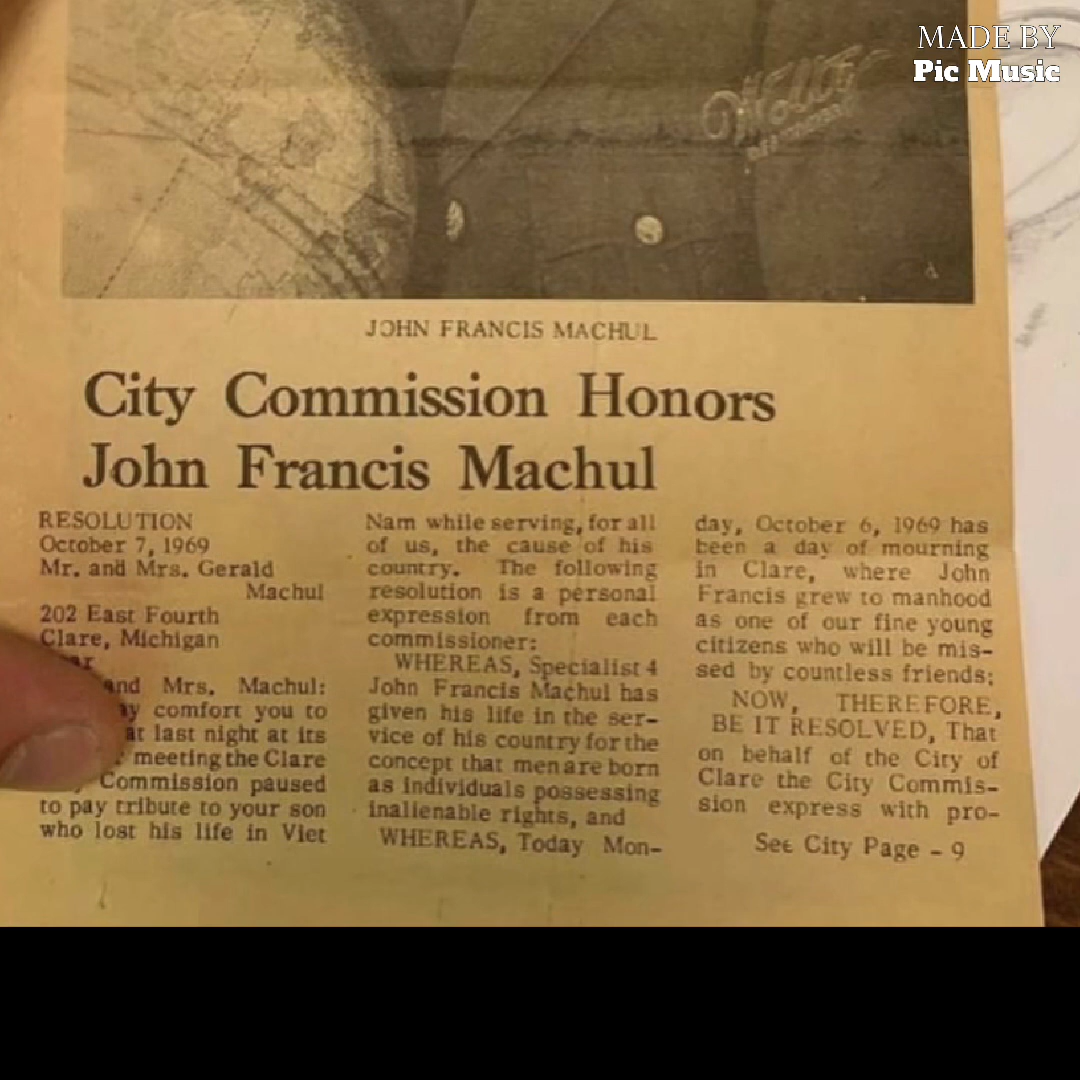 MADE BY
Pic Music
JOHN FRANCIS MACHUL
City Commission Honors
John Francis Machul
RESOLUTION
October 7, 1969
Mr. and Mrs. Gerald
Machul
202 East Fourth
Clare, Michigan
and Mrs. Machul:
comfort you to
at last night at its
meeting the Clare
Commission paused
to pay tribute to your son
who lost his life in Viet
Nam while serving, for all
of us, the cause of his
country. The following
resolution is a personal
expression from each
commissioner:
WHEREAS, Specialist 4
John Francis Machul has
given his life in the ser-
vice of his country for the
concept that men are born
as individuals possessing
inalienable rights, and
WHEREAS, Today Mon-
day, October 6, 1969 has
been a day of mourning
in Clare, where John
Francis grew to manhood
as one of our fine young
citizens who will be mis-
sed by countless friends;
NOW, THEREFORE,
BE IT RESOLVED, That
on behalf of the City of
Clare the City Commis-
sion express with pro-
See City Page - 9